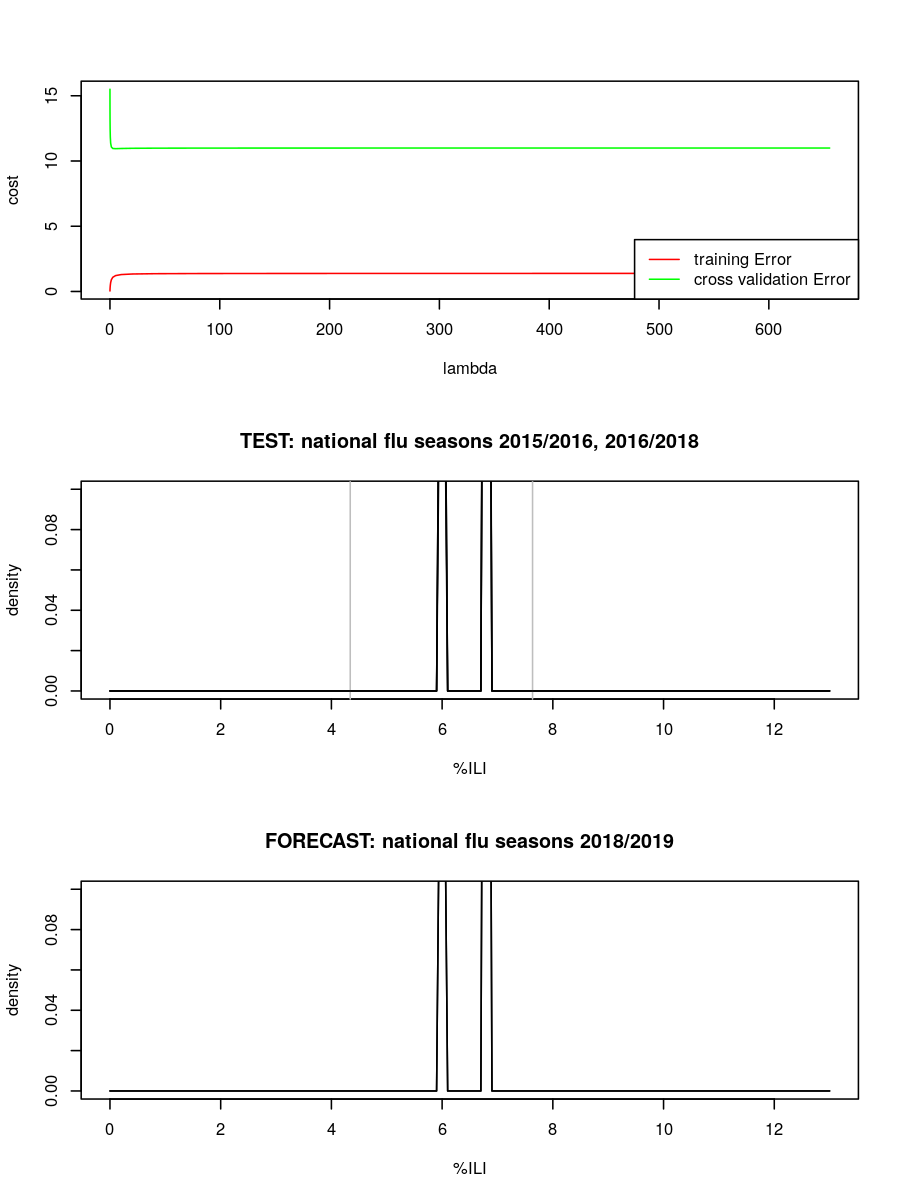 15
10
5
0
cost
training Error
cross validation Error
0 100 200 300 400 500 600
lambda
TEST: national flu seasons 2015/2016, 2016/2018
0.08
0.04
0.00
density
0 2 4 6 8 10 12
%ILI
FORECAST: national flu seasons 2018/2019
0.08
0.04
0.00
density
0 2 4 6 8 10 12
%ILI